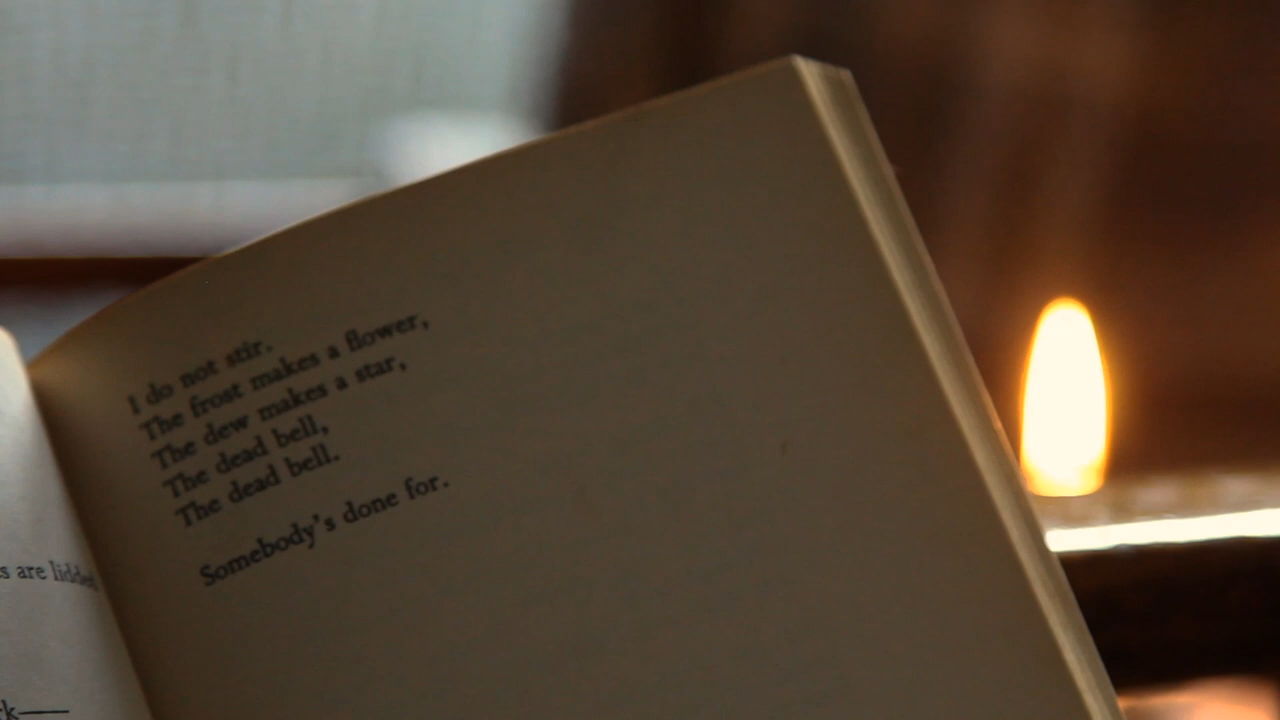 s are lidded
rk——
I do not stir.
The frost makes a flower,
The dew makes a star,
The dead bell,
The dead bell.
Somebody's done for.